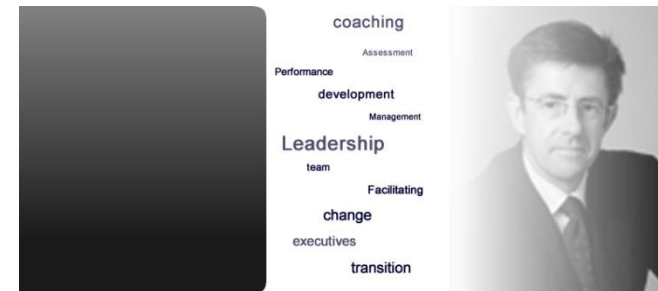 coaching
Assessment
Performance
development
Management
Leadership
team
Facilitating
change
executives
transition